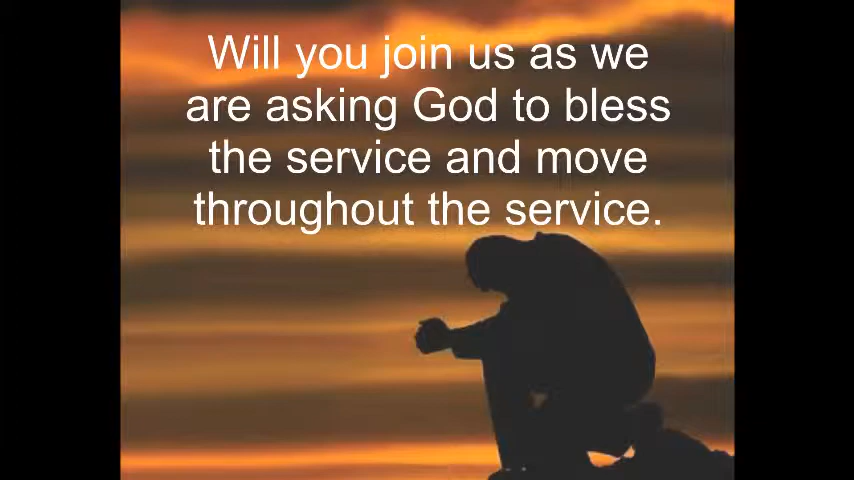 Will you join us as we
are asking God to bless
the service and move
throughout the service.